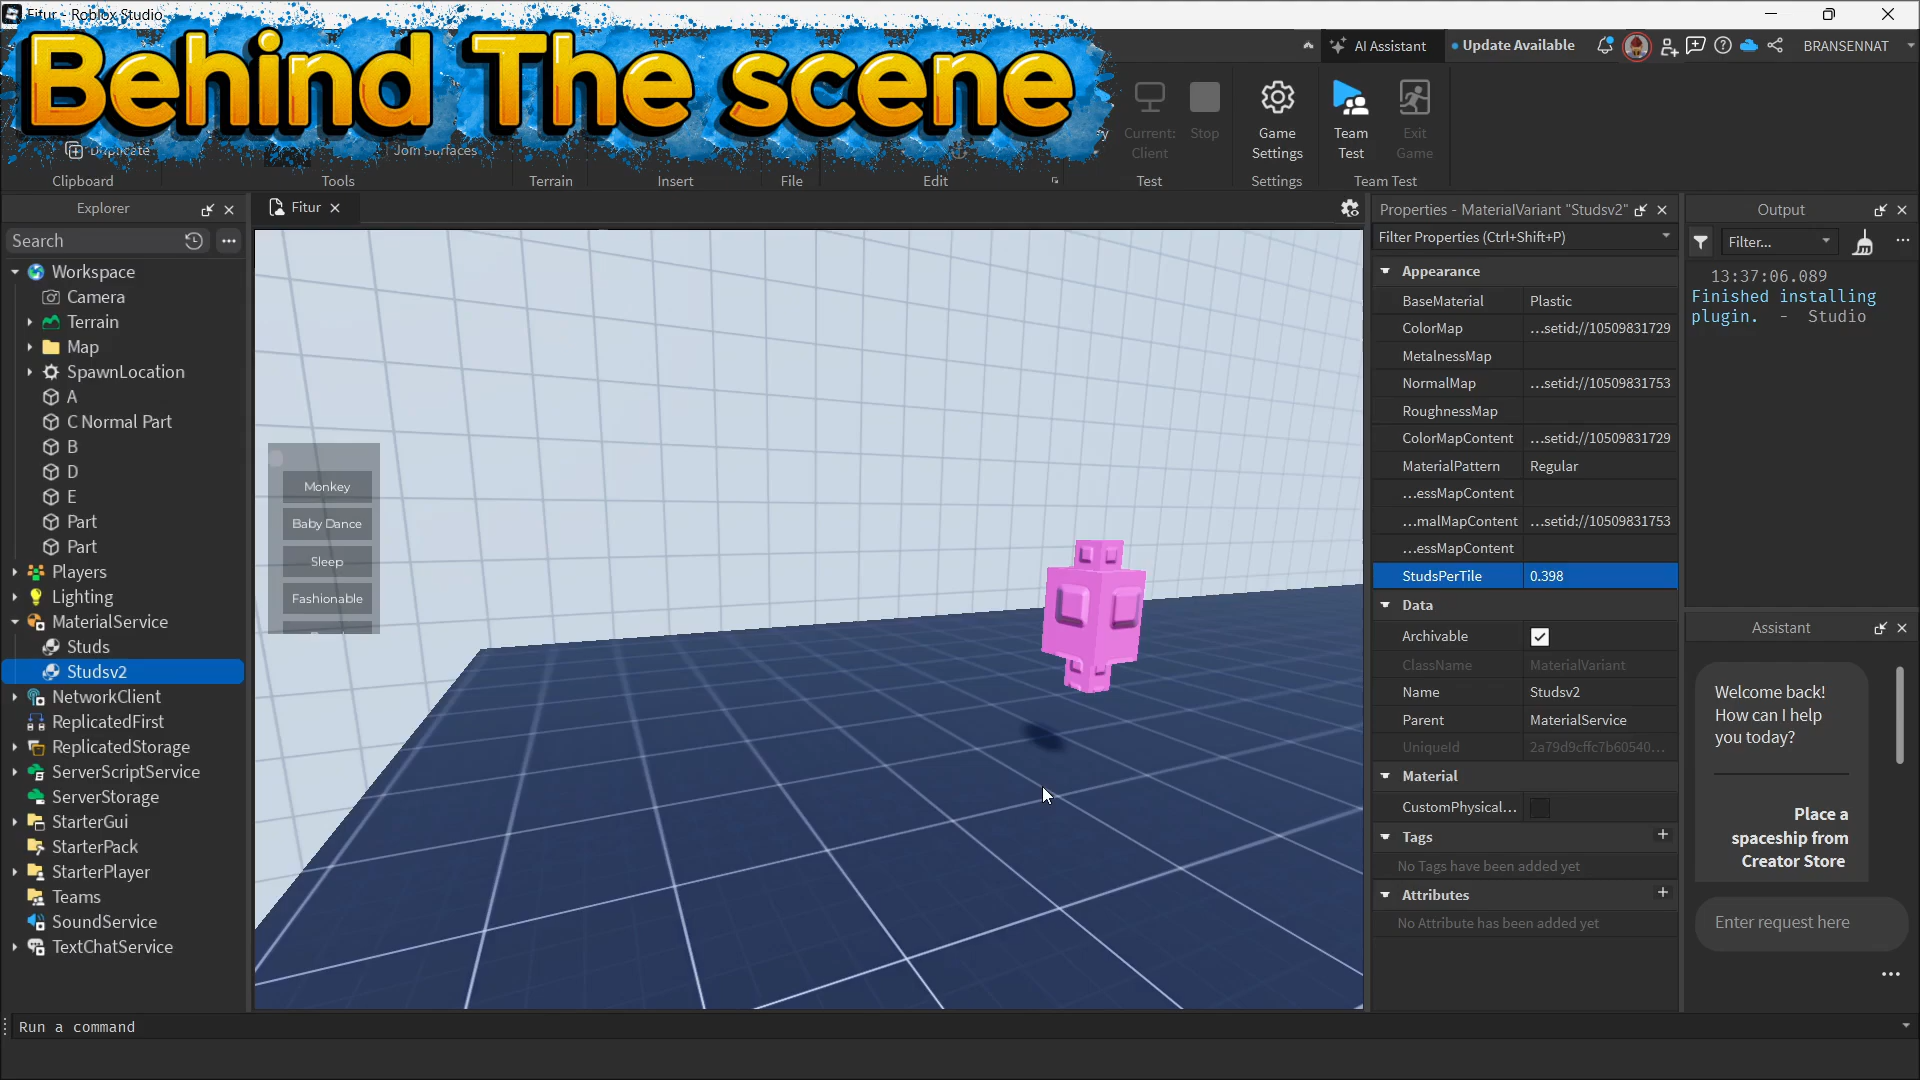 Fitur - Roblox Studio
Behind The scene
AI Assistant
Update Available
BRANSENNAT
Duplicate
Join Surfaces
Current:
Client
Stop
Game
Settings
Team
Test
Exit
Game
Clipboard
Tools
Terrain
Insert
File
Edit
Test
Settings
Team Test
Explorer
Search
Workspace
Camera
Terrain
Map
SpawnLocation
A
C Normal Part
B
D
E
Part
Part
Players
Lighting
MaterialService
Studs
Studsv2
NetworkClient
ReplicatedFirst
ReplicatedStorage
ServerScriptService
ServerStorage
StarterGui
StarterPack
StarterPlayer
Teams
SoundService
TextChatService
Fitur
Monkey
Baby Dance
Sleep
Fashionable
Properties - MaterialVariant "Studsv2"
Filter Properties (Ctrl+Shift+P)
Appearance
BaseMaterial Plastic
ColorMap ...setid://10509831729
MetalnessMap
NormalMap ...setid://10509831753
RoughnessMap
ColorMapContent ...setid://10509831729
MaterialPattern Regular
...essMapContent
...malMapContent ...setid://10509831753
...essMapContent
StudsPerTile 0.398
Data
Archivable
ClassName MaterialVariant
Name Studsv2
Parent MaterialService
UniqueId 2a79d9cffc7b60540...
Material
CustomPhysical...
Tags
No Tags have been added yet
Attributes
No Attribute has been added yet
Output
Filter...
13:37:06.089
Finished installing
plugin. - Studio
Assistant
Welcome back!
How can I help
you today?
Place a
spaceship from
Creator Store
Enter request here
Run a command